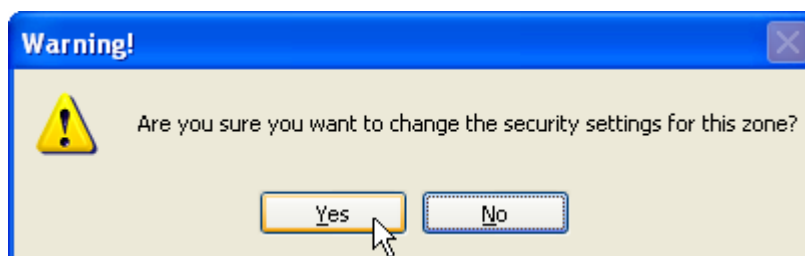 Warning!
Are you sure you want to change the security settings for this zone?
Yes
No